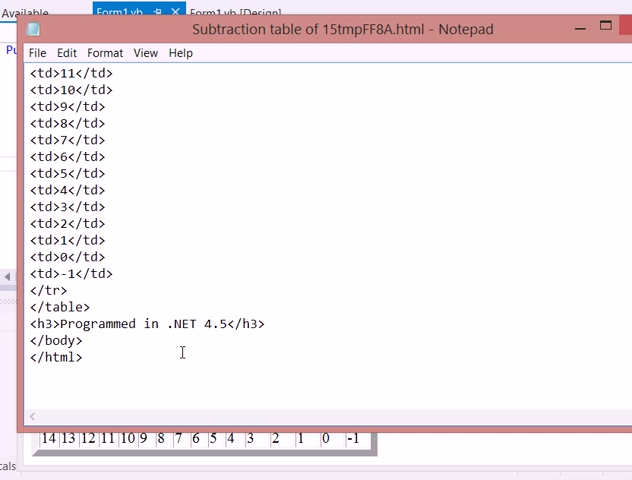 Available
Form1.vb
Form1.vb [Design]
Pu
Subtraction table of 15tmpFF8A.html - Notepad
File Edit Format View Help
<td>11</td>
<td>10</td>
<td>9</td>
<td>8</td>
<td>7</td>
<td>6</td>
<td>5</td>
<td>4</td>
<td>3</td>
<td>2</td>
<td>1</td>
<td>0</td>
<td>-1</td>
</tr>
</table>
<h3>Programmed in .NET 4.5</h3>
</body>
</html>
14 13 12 11 10 9 8 7 6 5 4 3 2 1 0 -1
cals